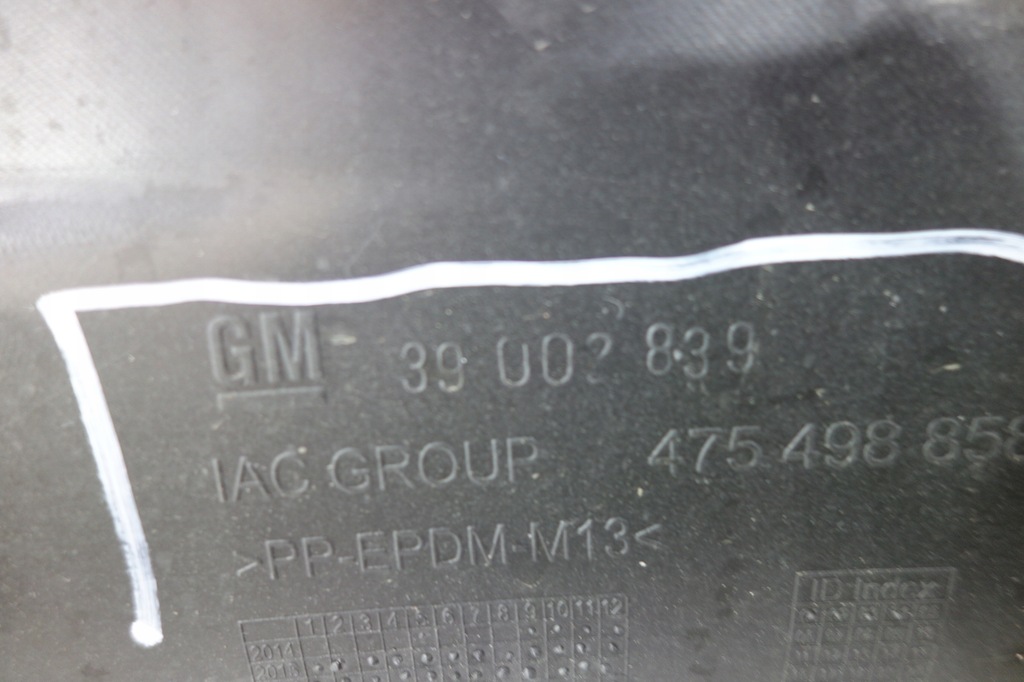 GM 39 002 839
IAC GROUP 475 498 858
>PP-EPDM-M13<
ID Index
1 2 3 4 5 6 7 8 9 10 11 12
2014